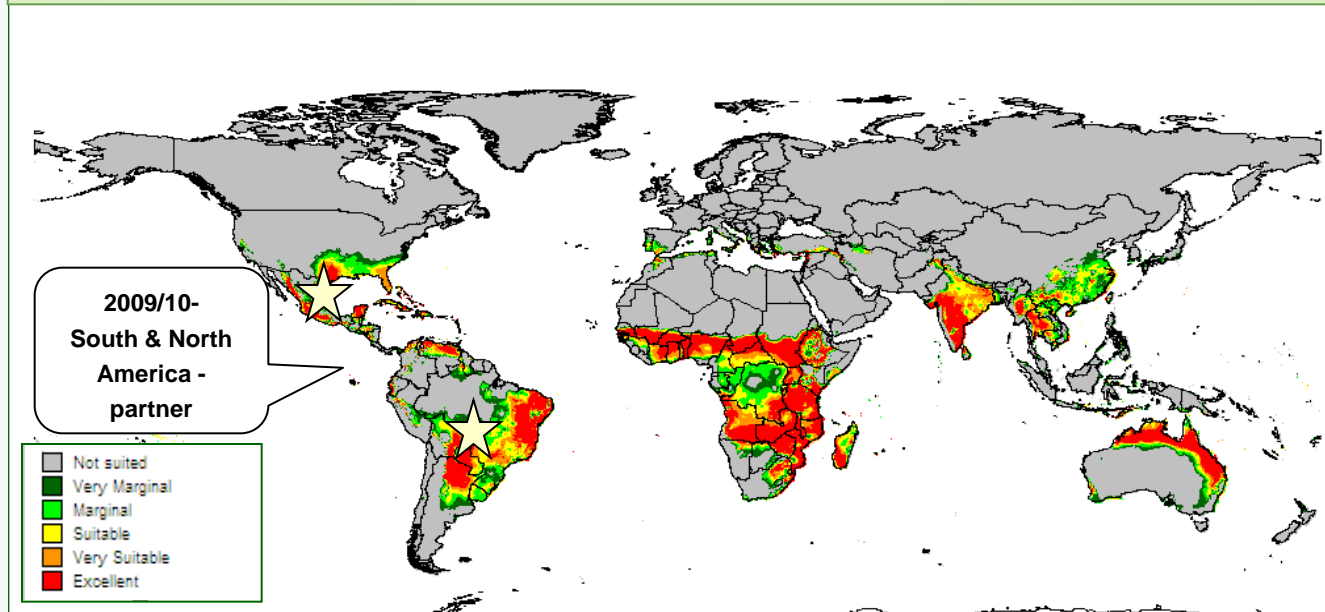 2009/10-
South & North
America -
partner
Not suited
Very Marginal
Marginal
Suitable
Very Suitable
Excellent